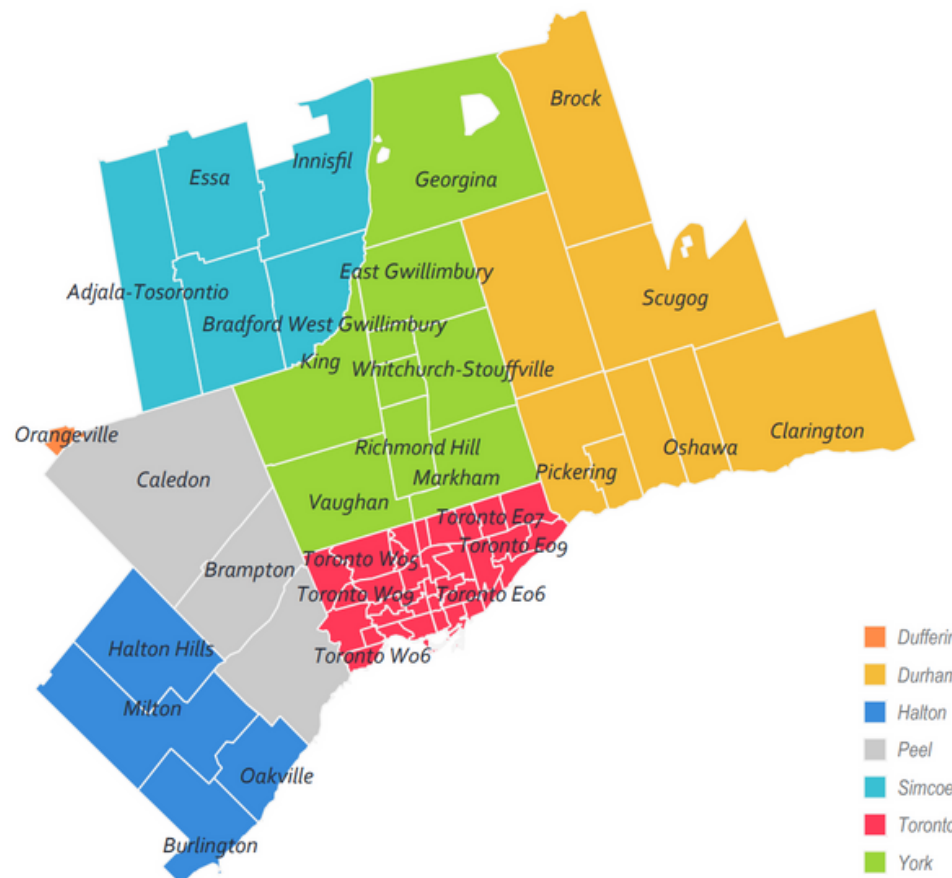 Brock
Innisfil
Essa
Georgina
East Gwillimbury
Adjala-Tosorontio
Scugog
Bradford West Gwillimbury
King
Whitchurch-Stouffville
Orangeville
Clarington
Richmond Hill
Oshawa
Pickering
Caledon
Markham
Vaughan
Toronto E07
Toronto E09
Toronto W05
Brampton
Toronto W09
Toronto E06
Halton Hills
Toronto W06
Milton
Oakville
Burlington
Dufferin
Durham
Halton
Peel
Simcoe
Toronto
York